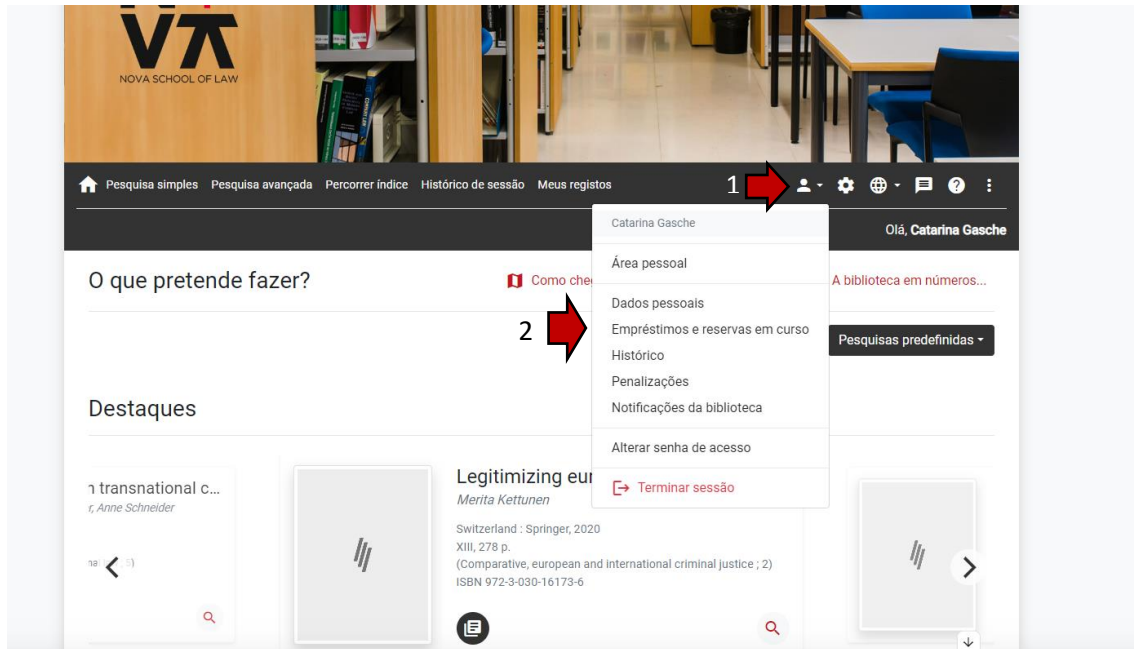 NOVA SCHOOL OF LAW
Pesquisa simples Pesquisa avançada Percorrer índice Histórico de sessão Meus registos
1
Catarina Gasche
Olá, Catarina Gasche
Área pessoal
O que pretende fazer?
Como che
A biblioteca em números...
Dados pessoais
2
Empréstimos e reservas em curso
Pesquisas predefinidas
Histórico
Penalizações
Notificações da biblioteca
Destaques
Alterar senha de acesso
Terminar sessão
transnational c...
r, Anne Schneider
Legitimizing eur
Merita Kettunen
Switzerland : Springer, 2020
XIII, 278 p.
(Comparative, european and international criminal justice ; 2)
ISBN 972-3-030-16173-6